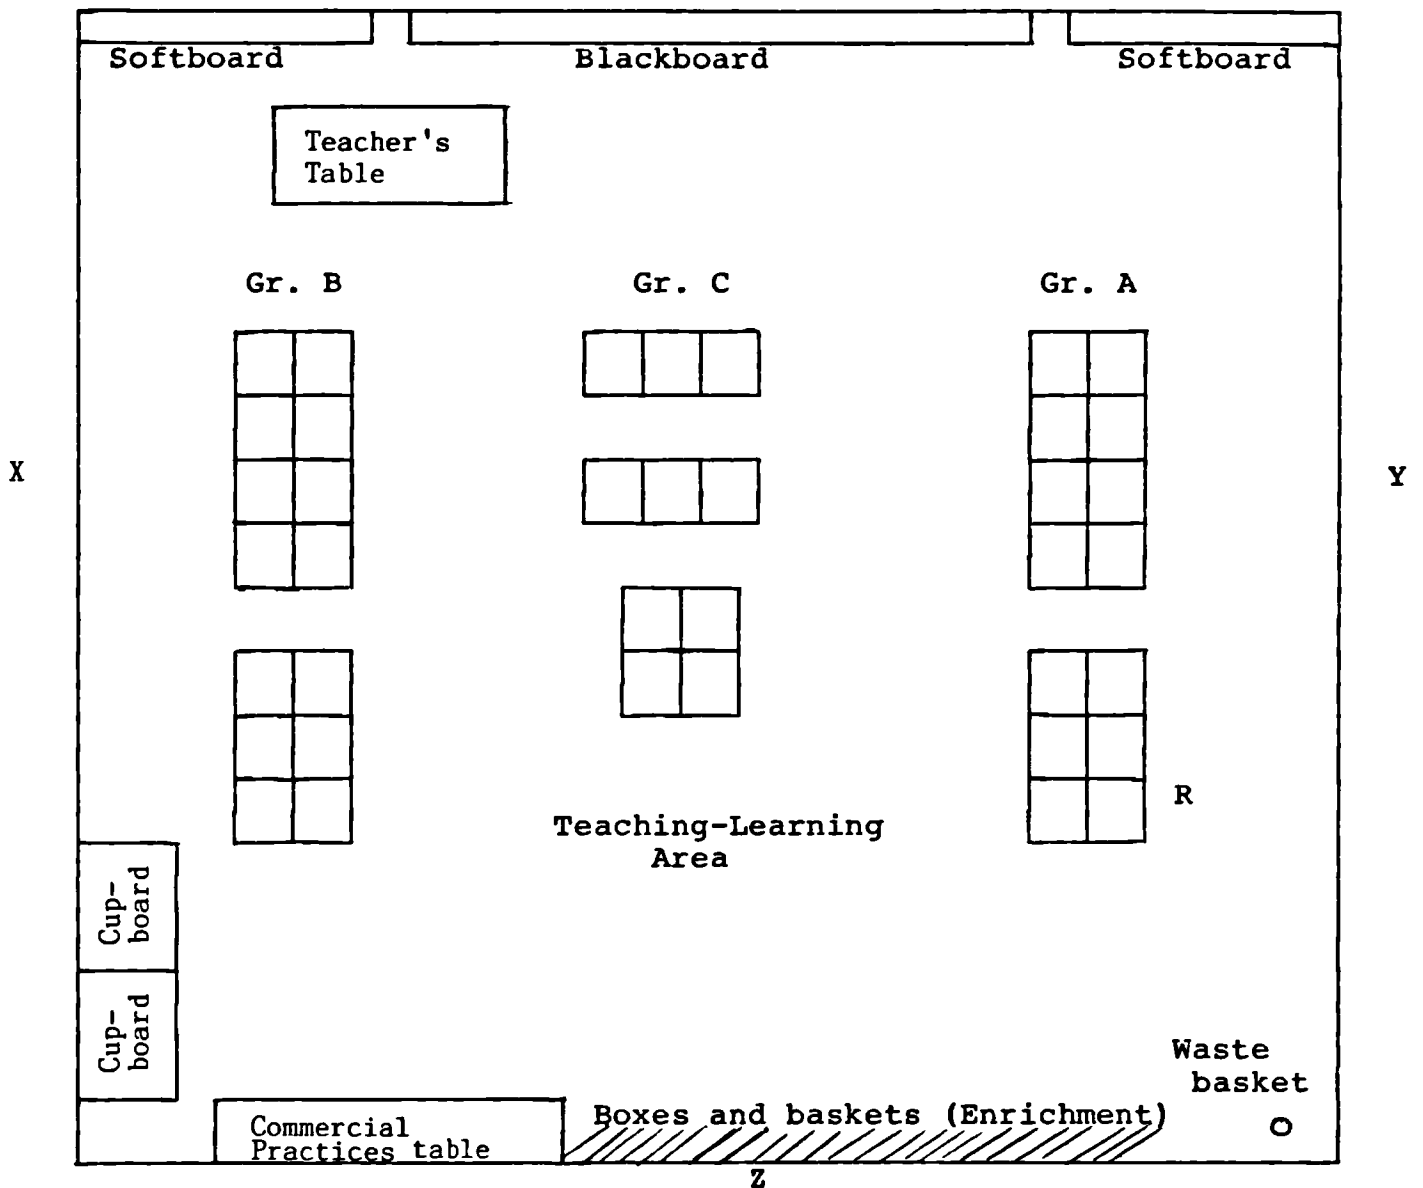 Softboard
Blackboard
Softboard
Teacher's
Table
Gr. B
Gr. C
Gr. A
X
Y
R
Teaching-Learning
Area
Cup-
board
Cup-
board
Waste
basket
Commercial
Practices table
Boxes and baskets (Enrichment)
Z